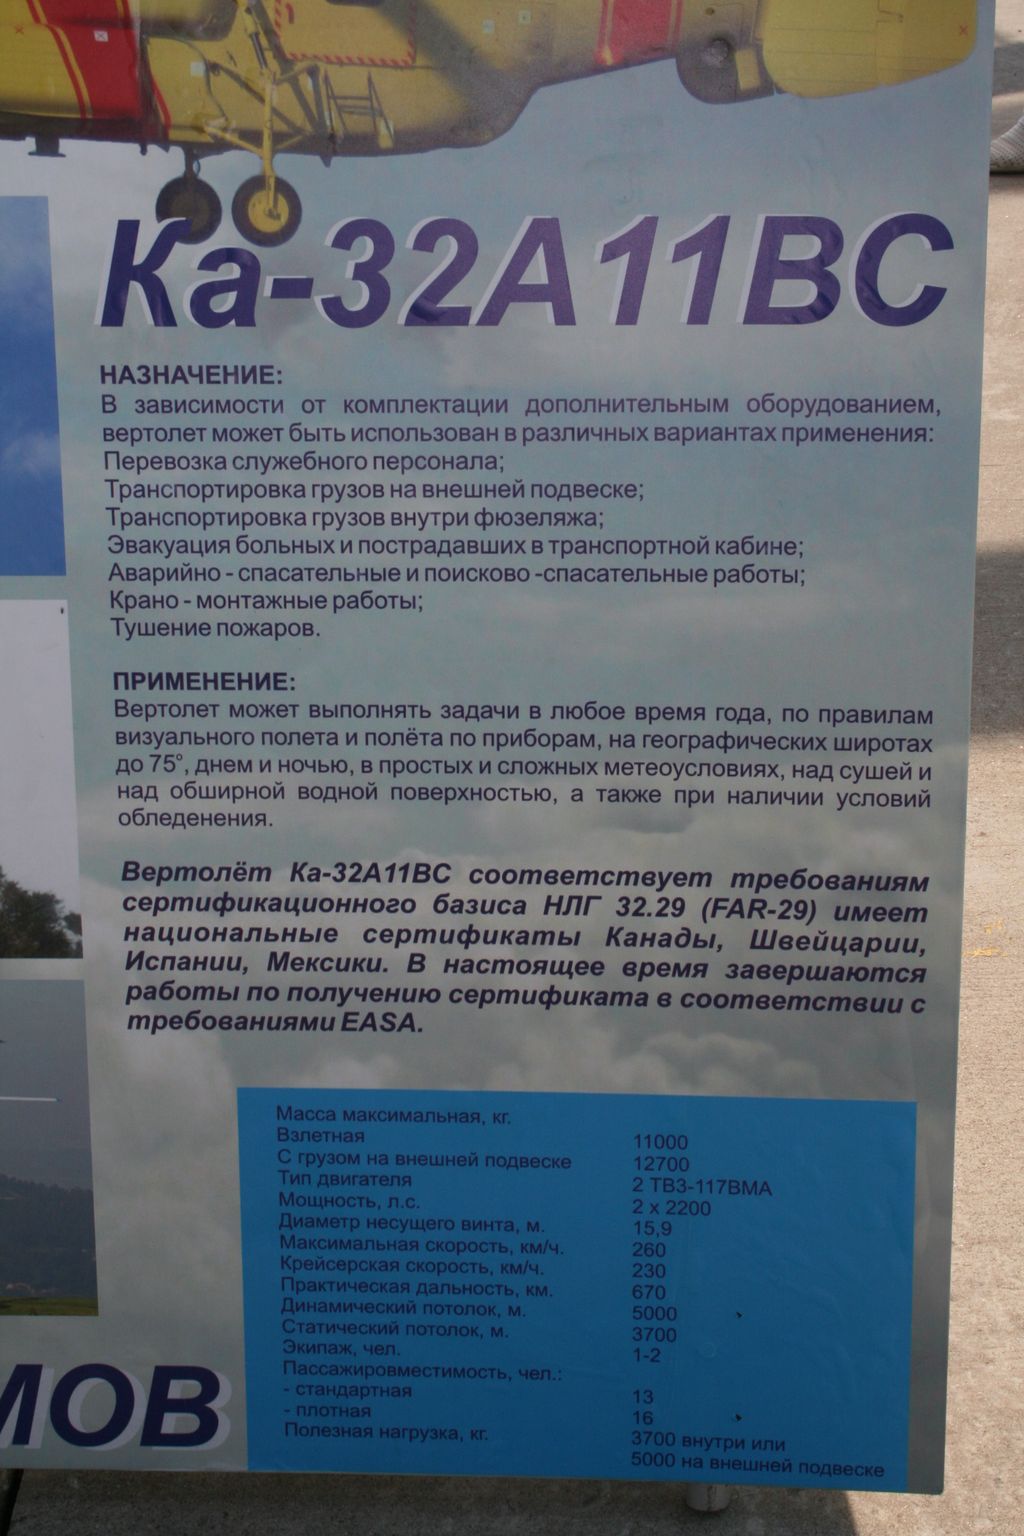 Ка-32А11ВС
НАЗНАЧЕНИЕ:
В зависимости от комплектации дополнительным оборудованием,
вертолет может быть использован в различных вариантах применения:
Перевозка служебного персонала;
Транспортировка грузов на внешней подвеске;
Транспортировка грузов внутри фюзеляжа;
Эвакуация больных и пострадавших в транспортной кабине;
Аварийно - спасательные и поисково -спасательные работы;
Крано - монтажные работы;
Тушение пожаров.
ПРИМЕНЕНИЕ:
Вертолет может выполнять задачи в любое время года, по правилам
визуального полета и полёта по приборам, на географических широтах
до 75°, днем и ночью, в простых и сложных метеоусловиях, над сушей и
над обширной водной поверхностью, а также при наличии условий
обледенения.
Вертолёт Ка-32А11ВС соответствует требованиям
сертификационного базиса НЛГ 32.29 (FAR-29) имеет
национальные сертификаты Канады, Швейцарии,
Испании, Мексики. В настоящее время завершаются
работы по получению сертификата в соответствии с
требованиями EASA.
Масса максимальная, кг.
Взлетная 11000
С грузом на внешней подвеске 12700
Тип двигателя 2 ТВ3-117ВМА
Мощность, л.с. 2 x 2200
Диаметр несущего винта, м. 15,9
Максимальная скорость, км/ч. 260
Крейсерская скорость, км/ч. 230
Практическая дальность, км. 670
Динамический потолок, м. 5000
Статический потолок, м. 3700
Экипаж, чел. 1-2
Пассажировместимость, чел.:
- стандартная 13
- плотная 16
Полезная нагрузка, кг. 3700 внутри или
5000 на внешней подвеске
МОВ